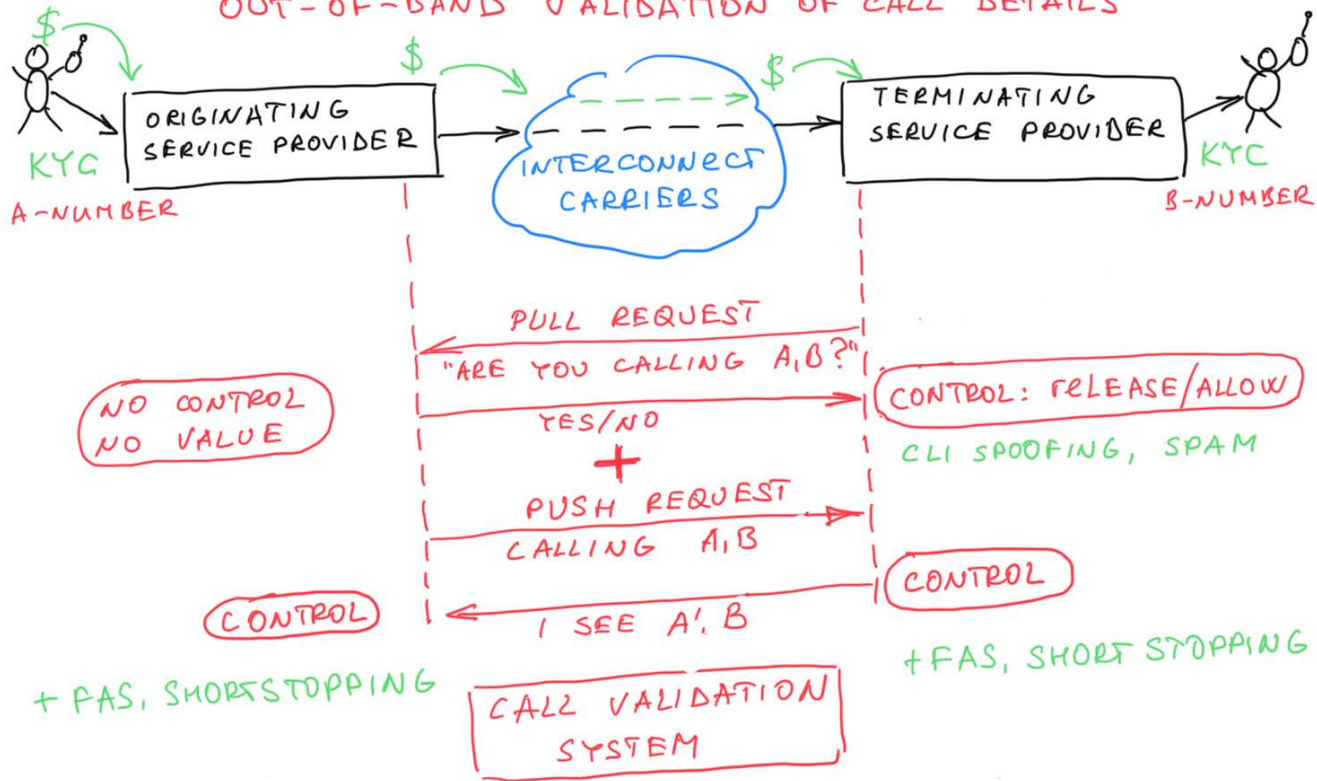 OUT-OF-BAND VALIDATION OF CALL DETAILS
$
$
$
ORIGINATING
SERVICE PROVIDER
INTERCONNECT
CARRIERS
TERMINATING
SERVICE PROVIDER
KYC
KYC
A-NUMBER
B-NUMBER
PULL REQUEST
"ARE YOU CALLING A,B?"
NO CONTROL
NO VALUE
YES/NO
CONTROL: RELEASE/ALLOW
CLI SPOOFING, SPAM
+
PUSH REQUEST
CALLING A,B
CONTROL
CONTROL
I SEE A', B
+ FAS, SHORTSTOPPING
+ FAS, SHORT STOPPING
CALL VALIDATION
SYSTEM